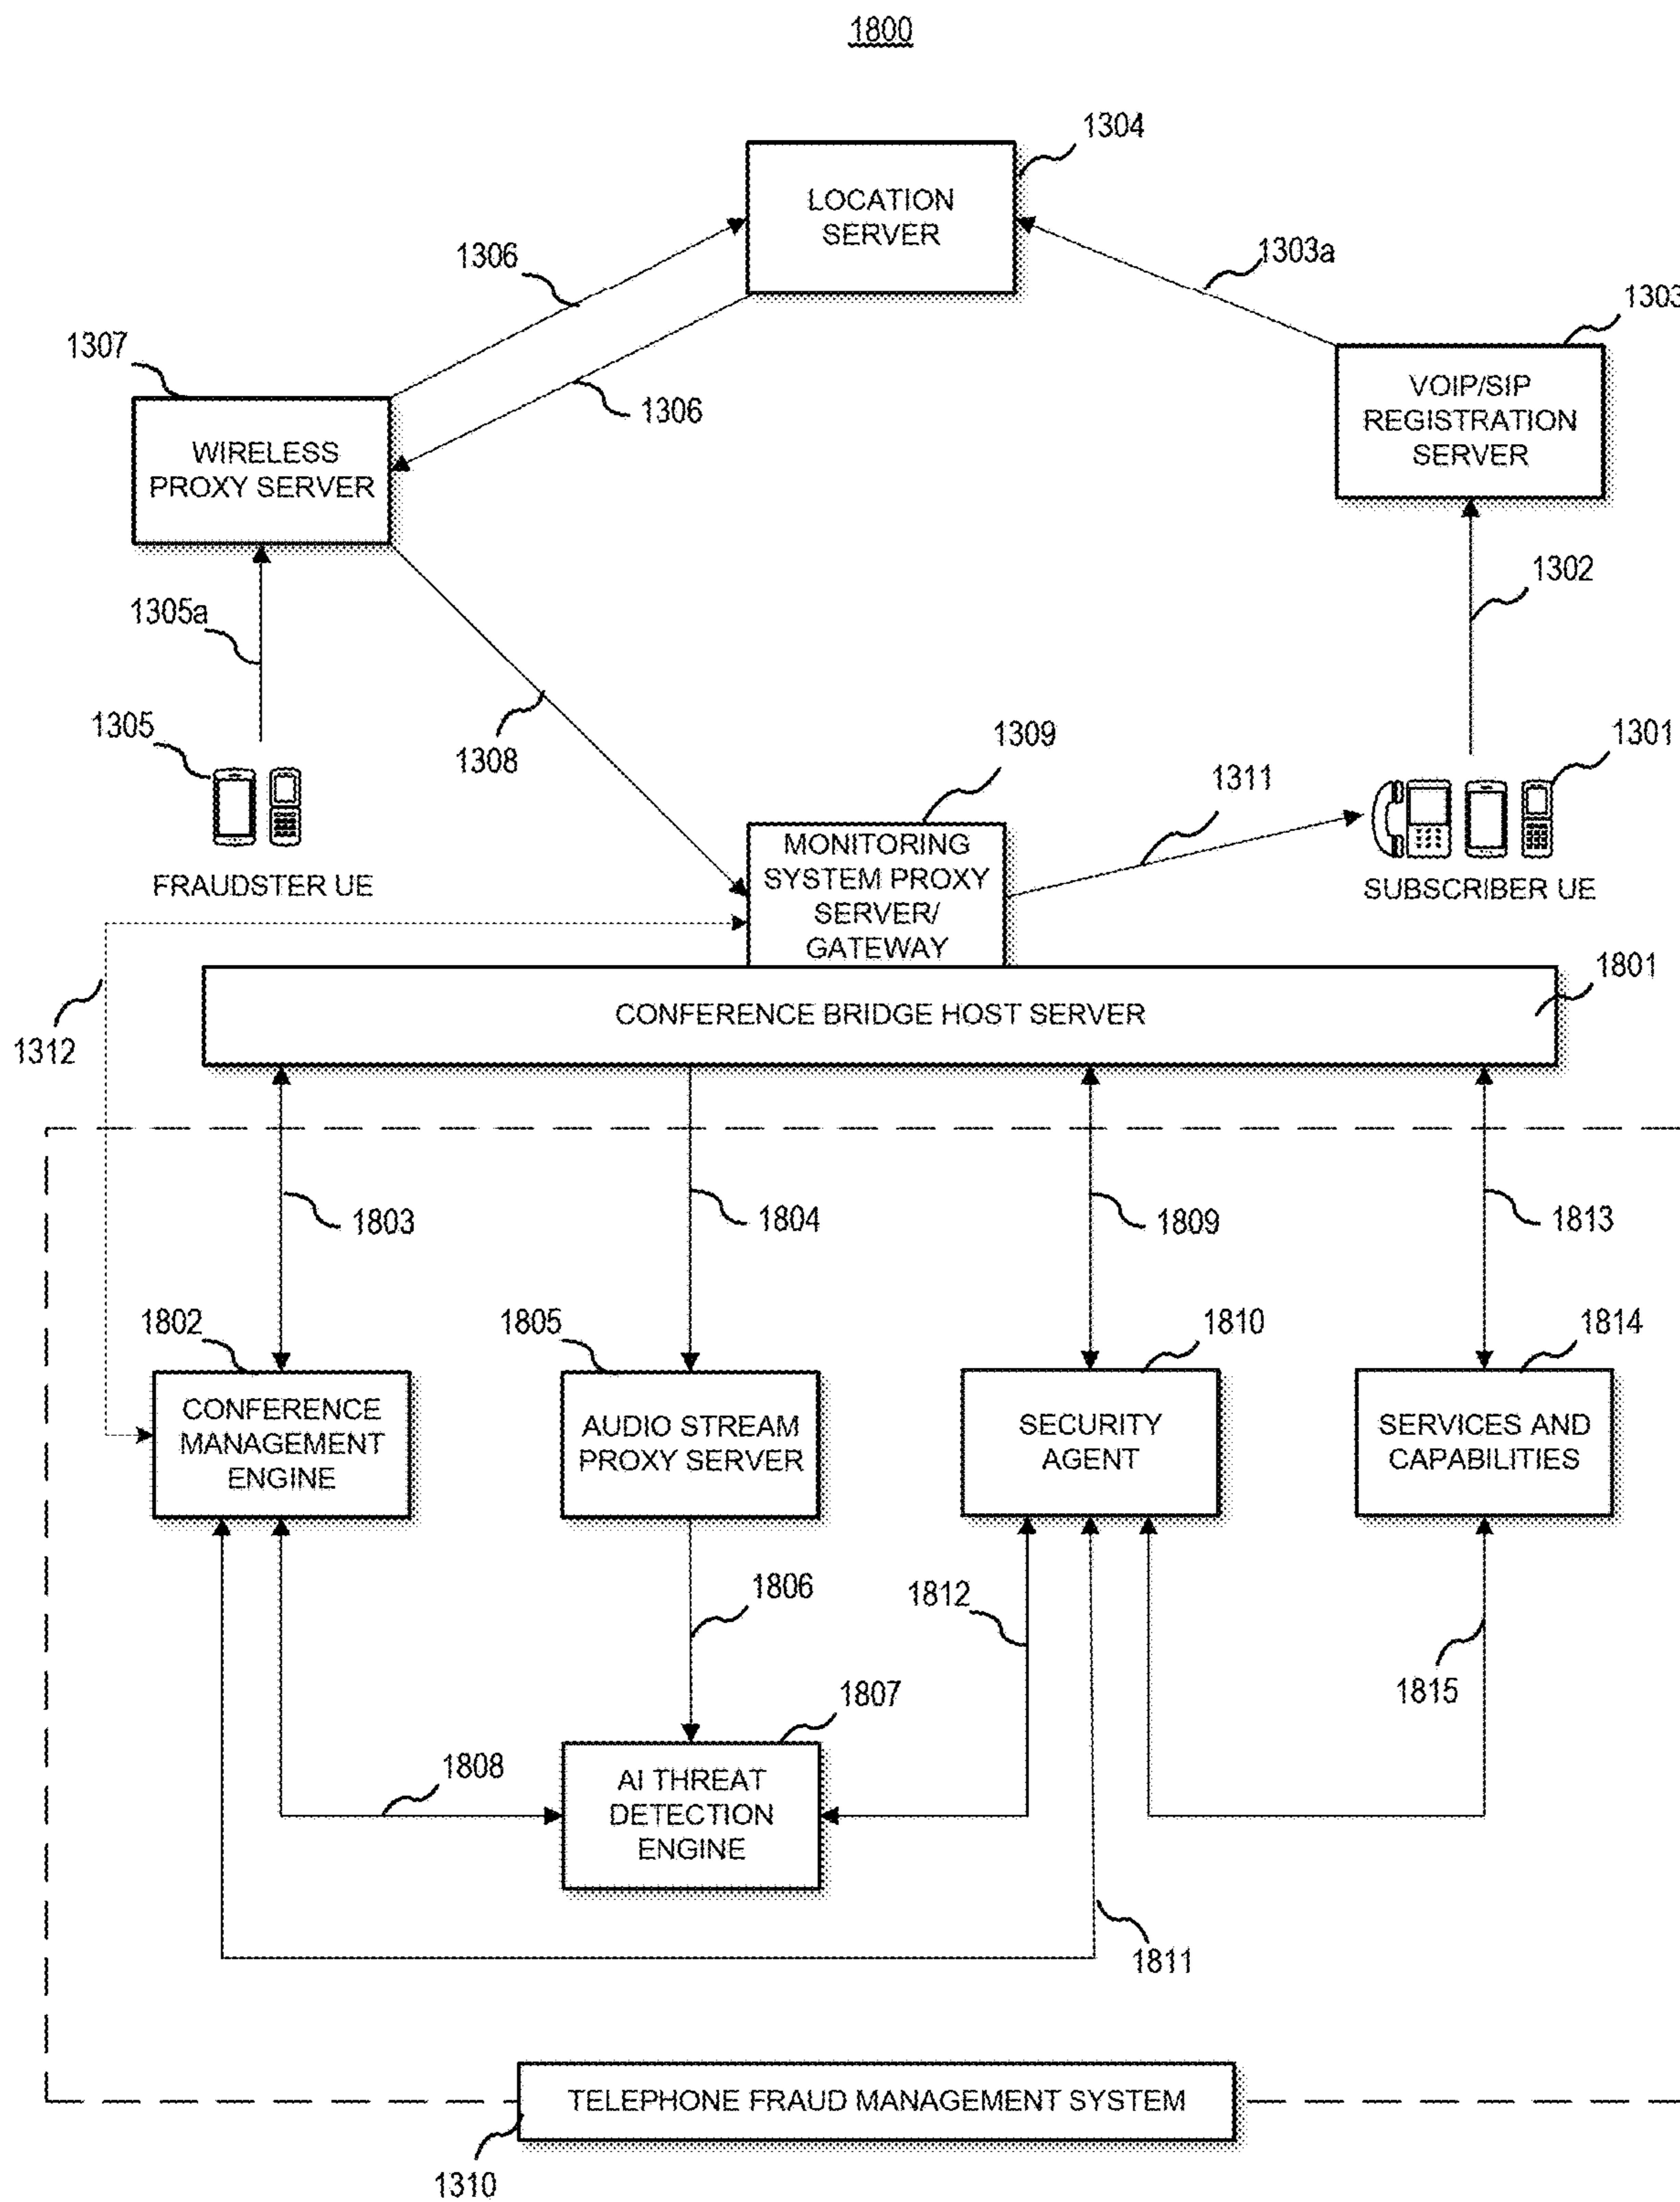 1800
1304
LOCATION
SERVER
1306
1303a
1303
1307
1306
VOIP/SIP
REGISTRATION
SERVER
WIRELESS
PROXY SERVER
1302
1305a
1305
1308
1309
1301
1311
MONITORING
SYSTEM PROXY
SERVER/
GATEWAY
FRAUDSTER UE
SUBSCRIBER UE
1801
CONFERENCE BRIDGE HOST SERVER
1312
1803
1804
1809
1813
1802
1805
1810
1814
CONFERENCE
MANAGEMENT
ENGINE
AUDIO STREAM
PROXY SERVER
SECURITY
AGENT
SERVICES AND
CAPABILITIES
1806
1812
1815
1807
1808
AI THREAT
DETECTION
ENGINE
1811
TELEPHONE FRAUD MANAGEMENT SYSTEM
1310